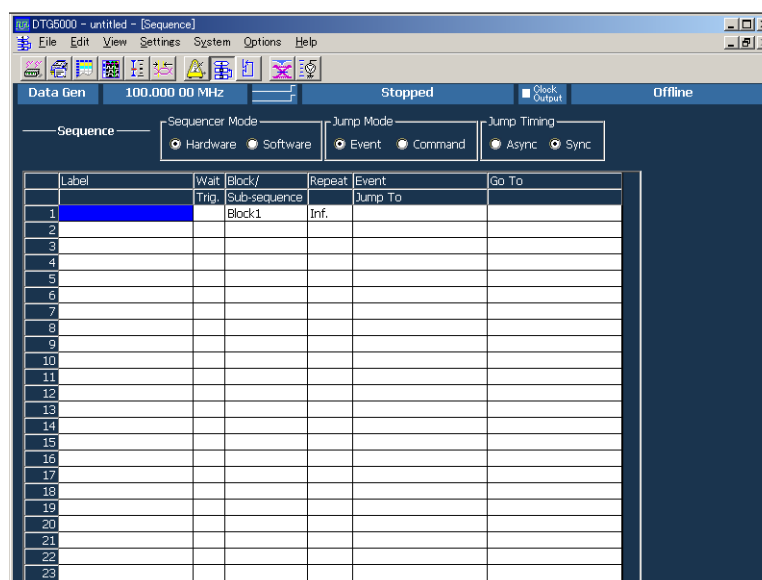 DTG5000 - untitled - [Sequence]
File Edit View Settings System Options Help
Data Gen 100.000 00 MHz Stopped Clock Output Offline
Sequence
Sequencer Mode Jump Mode Jump Timing
Hardware Software Event Command Async Sync
Label Wait Block/ Repeat Event Go To
Trig. Sub-sequence Jump To
1 Block1 Inf.
2
3
4
5
6
7
8
9
10
11
12
13
14
15
16
17
18
19
20
21
22
23